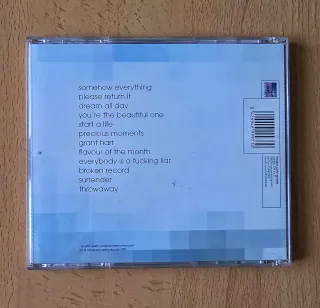 somehow everything
please return it
dream all day
you're the beautiful one
start a life
precious moments
grant hart
flavour of the month
everybody is a fucking liar
broken record
surrender
throwaway